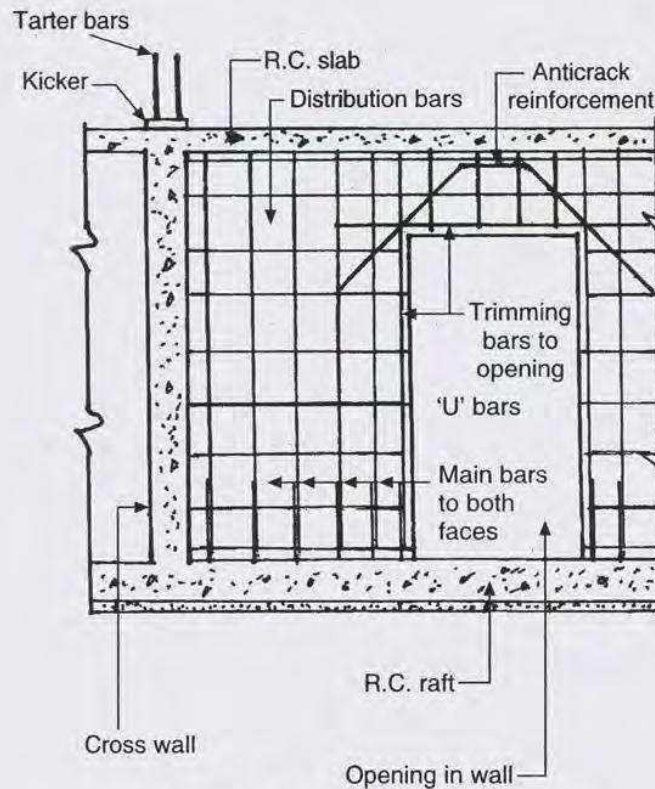 Tarter bars
Kicker
R.C. slab
Distribution bars
Anticrack
reinforcement
Trimming
bars to
opening
'U' bars
Main bars
to both
faces
R.C. raft
Cross wall
Opening in wall